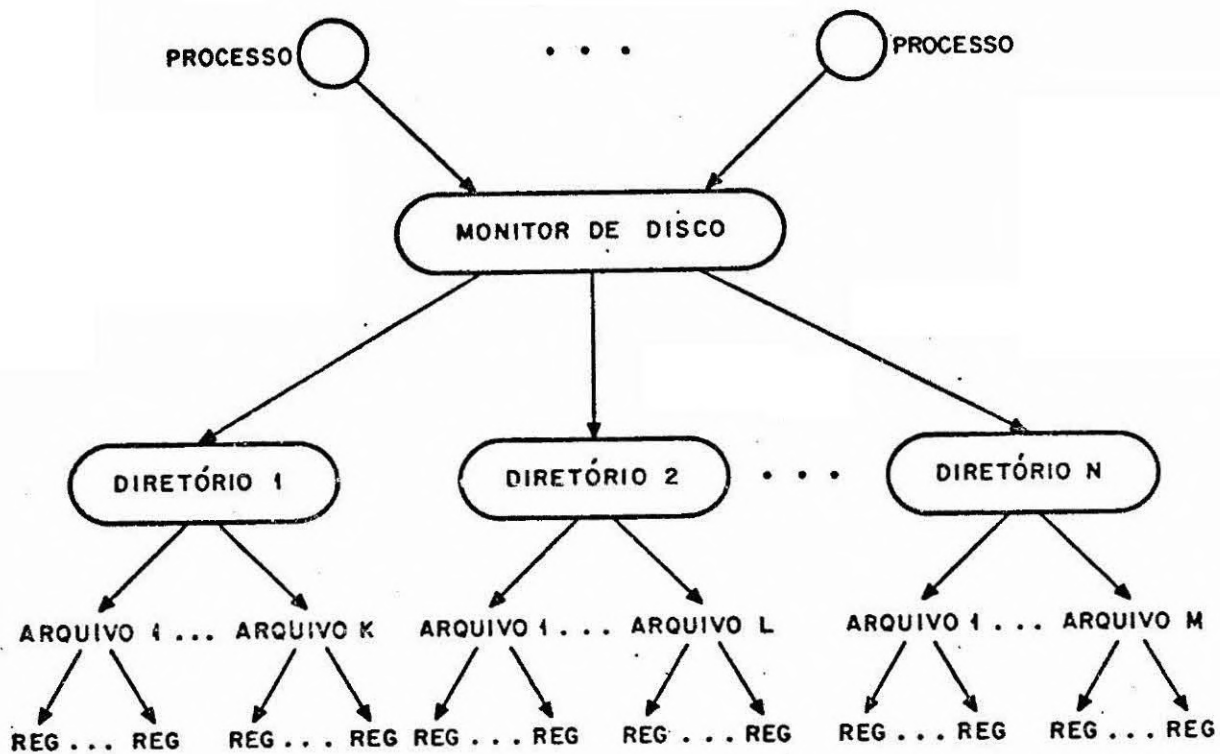 PROCESSO ... PROCESSO
MONITOR DE DISCO
DIRETÓRIO 1 DIRETÓRIO 2 ... DIRETÓRIO N
ARQUIVO 1 ... ARQUIVO K ARQUIVO 1 ... ARQUIVO L ARQUIVO 1 ... ARQUIVO M
REG ... REG REG ... REG REG ... REG REG ... REG REG ... REG REG ... REG